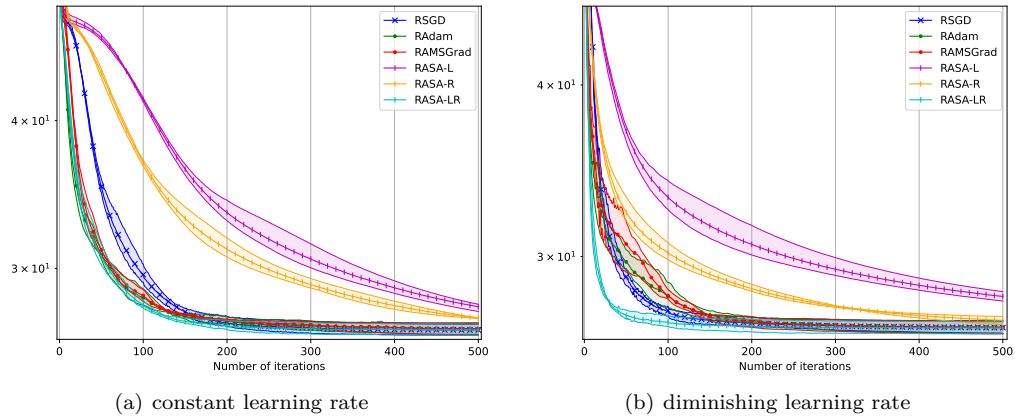 RSGD
RAdam
RAMSGrad
RASA-L
RASA-R
RASA-LR
4 × 10¹
3 × 10¹
0 100 200 300 400 500
Number of iterations
(a) constant learning rate
RSGD
RAdam
RAMSGrad
RASA-L
RASA-R
RASA-LR
4 × 10¹
3 × 10¹
0 100 200 300 400 500
Number of iterations
(b) diminishing learning rate